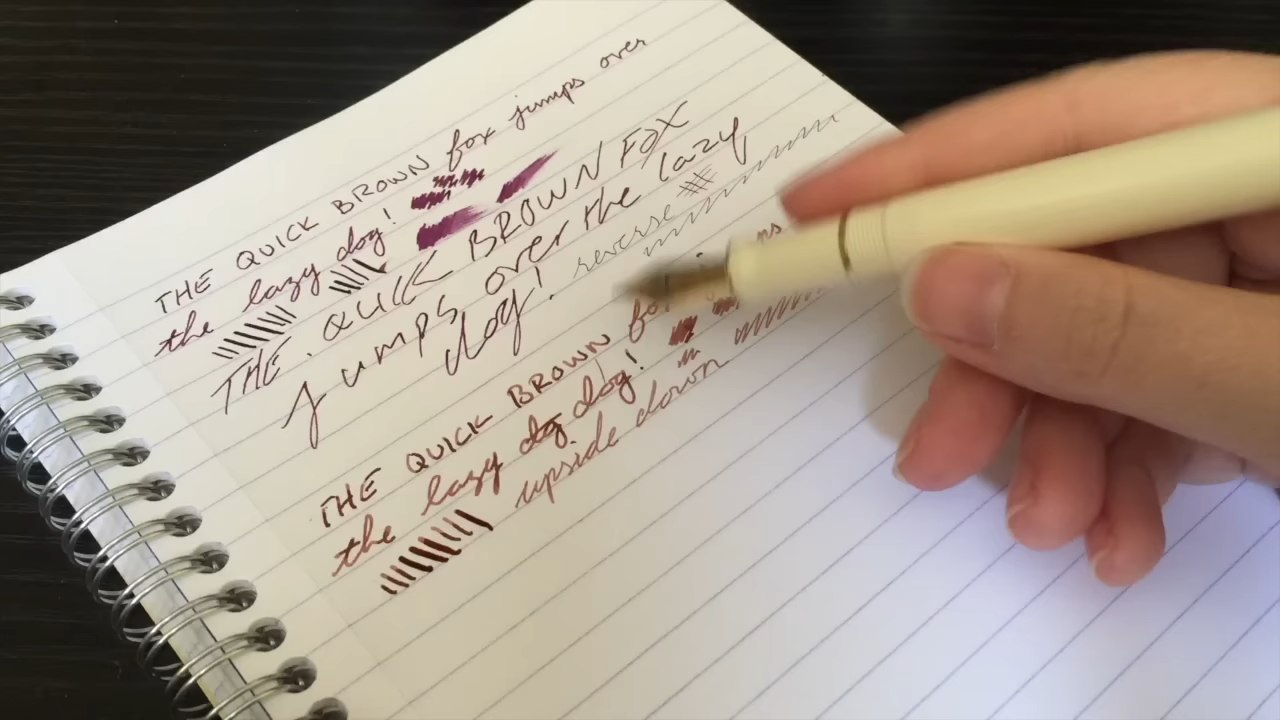 THE QUICK BROWN fox jumps over
the lazy dog!
THE QUICK BROWN FOX
jumps over the lazy
dog! reverse
THE QUICK BROWN
the lazy dog dog!
upside down